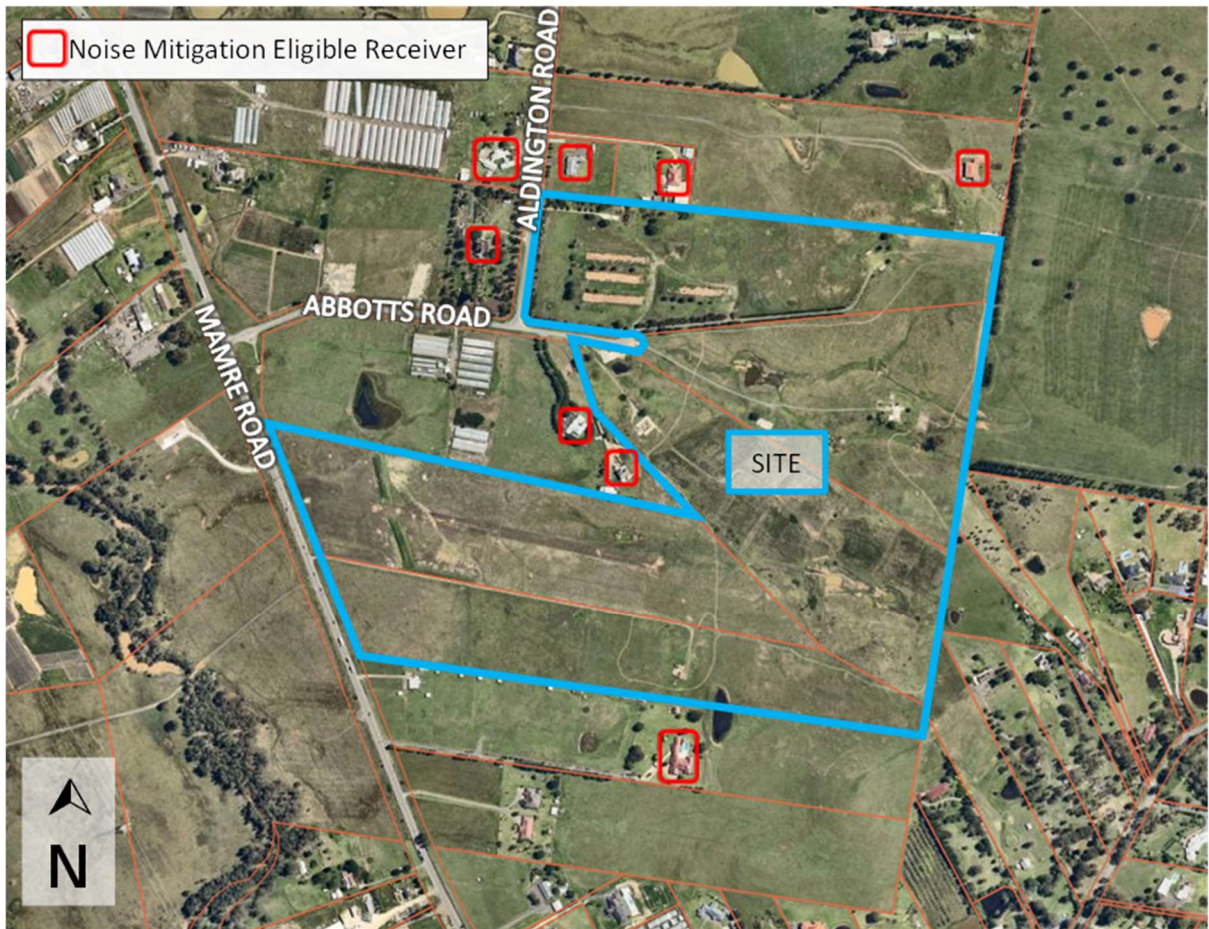 Noise Mitigation Eligible Receiver
ALDINGTON ROAD
ABBOTTS ROAD
MAMRE ROAD
SITE
N